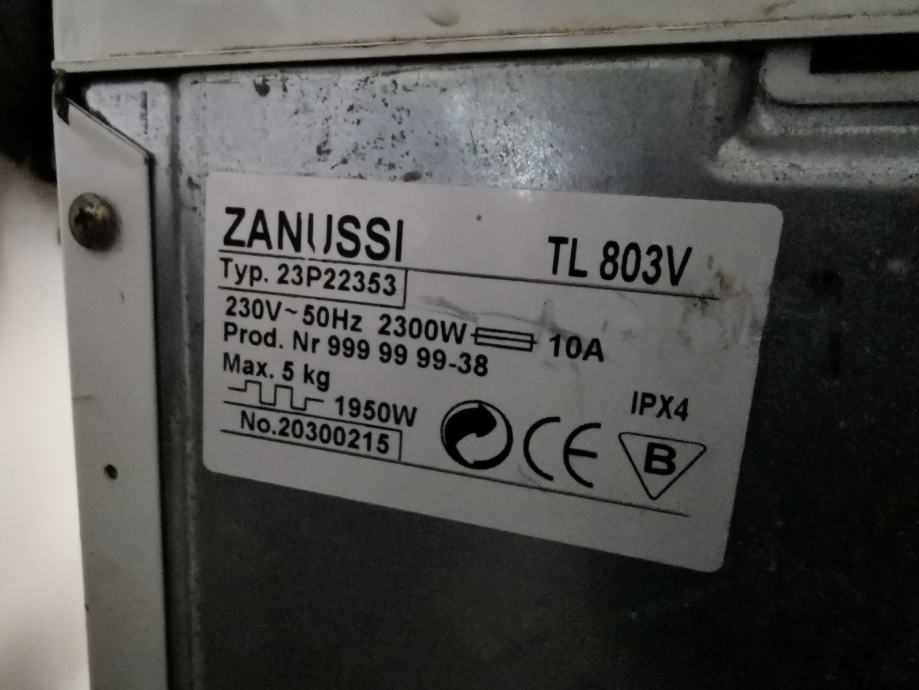 ZANUSSI TL 803V
Typ. 23P22353
230V~50Hz 2300W 10A
Prod. Nr 999 99 99-38
Max. 5 kg
1950W IPX4
No.20300215 CE B